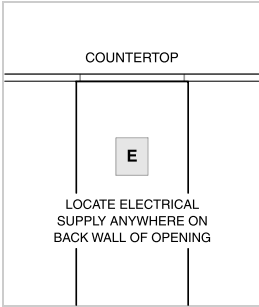 COUNTERTOP
E
LOCATE ELECTRICAL
SUPPLY ANYWHERE ON
BACK WALL OF OPENING